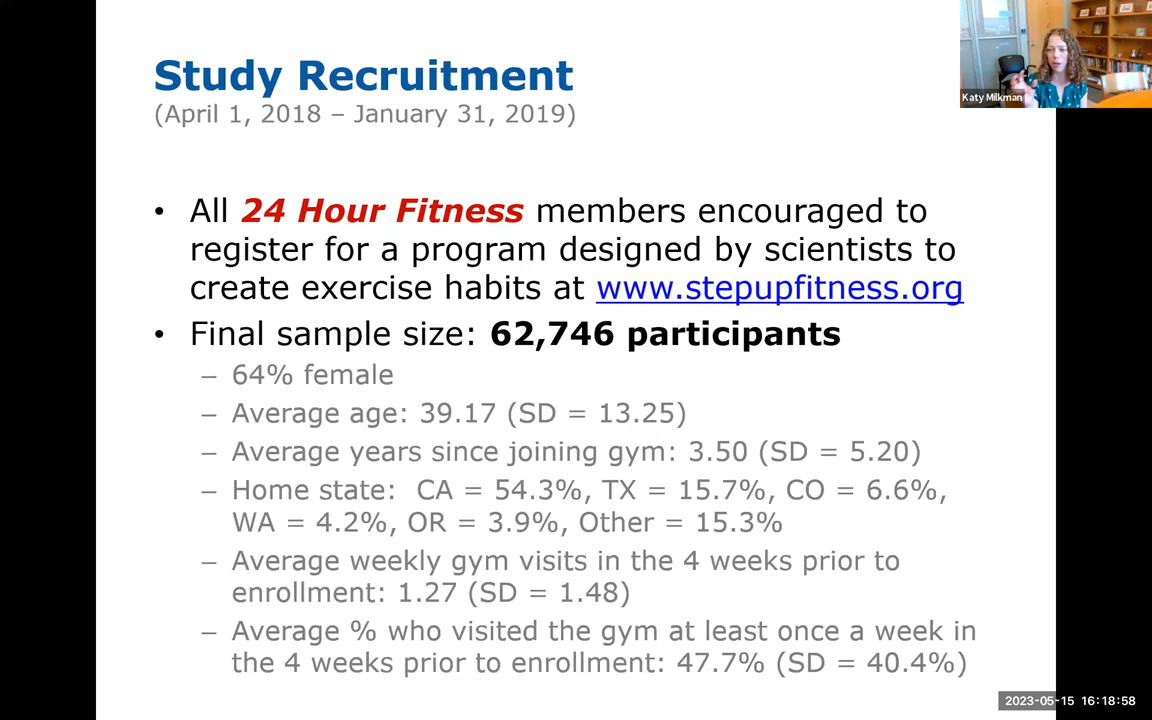 Study Recruitment
(April 1, 2018 – January 31, 2019)
Katy Milkman
• All 24 Hour Fitness members encouraged to
register for a program designed by scientists to
create exercise habits at www.stepupfitness.org
• Final sample size: 62,746 participants
– 64% female
– Average age: 39.17 (SD = 13.25)
– Average years since joining gym: 3.50 (SD = 5.20)
– Home state:  CA = 54.3%, TX = 15.7%, CO = 6.6%,
WA = 4.2%, OR = 3.9%, Other = 15.3%
– Average weekly gym visits in the 4 weeks prior to
enrollment: 1.27 (SD = 1.48)
– Average % who visited the gym at least once a week in
the 4 weeks prior to enrollment: 47.7% (SD = 40.4%)
2023-05-15 16:18:58